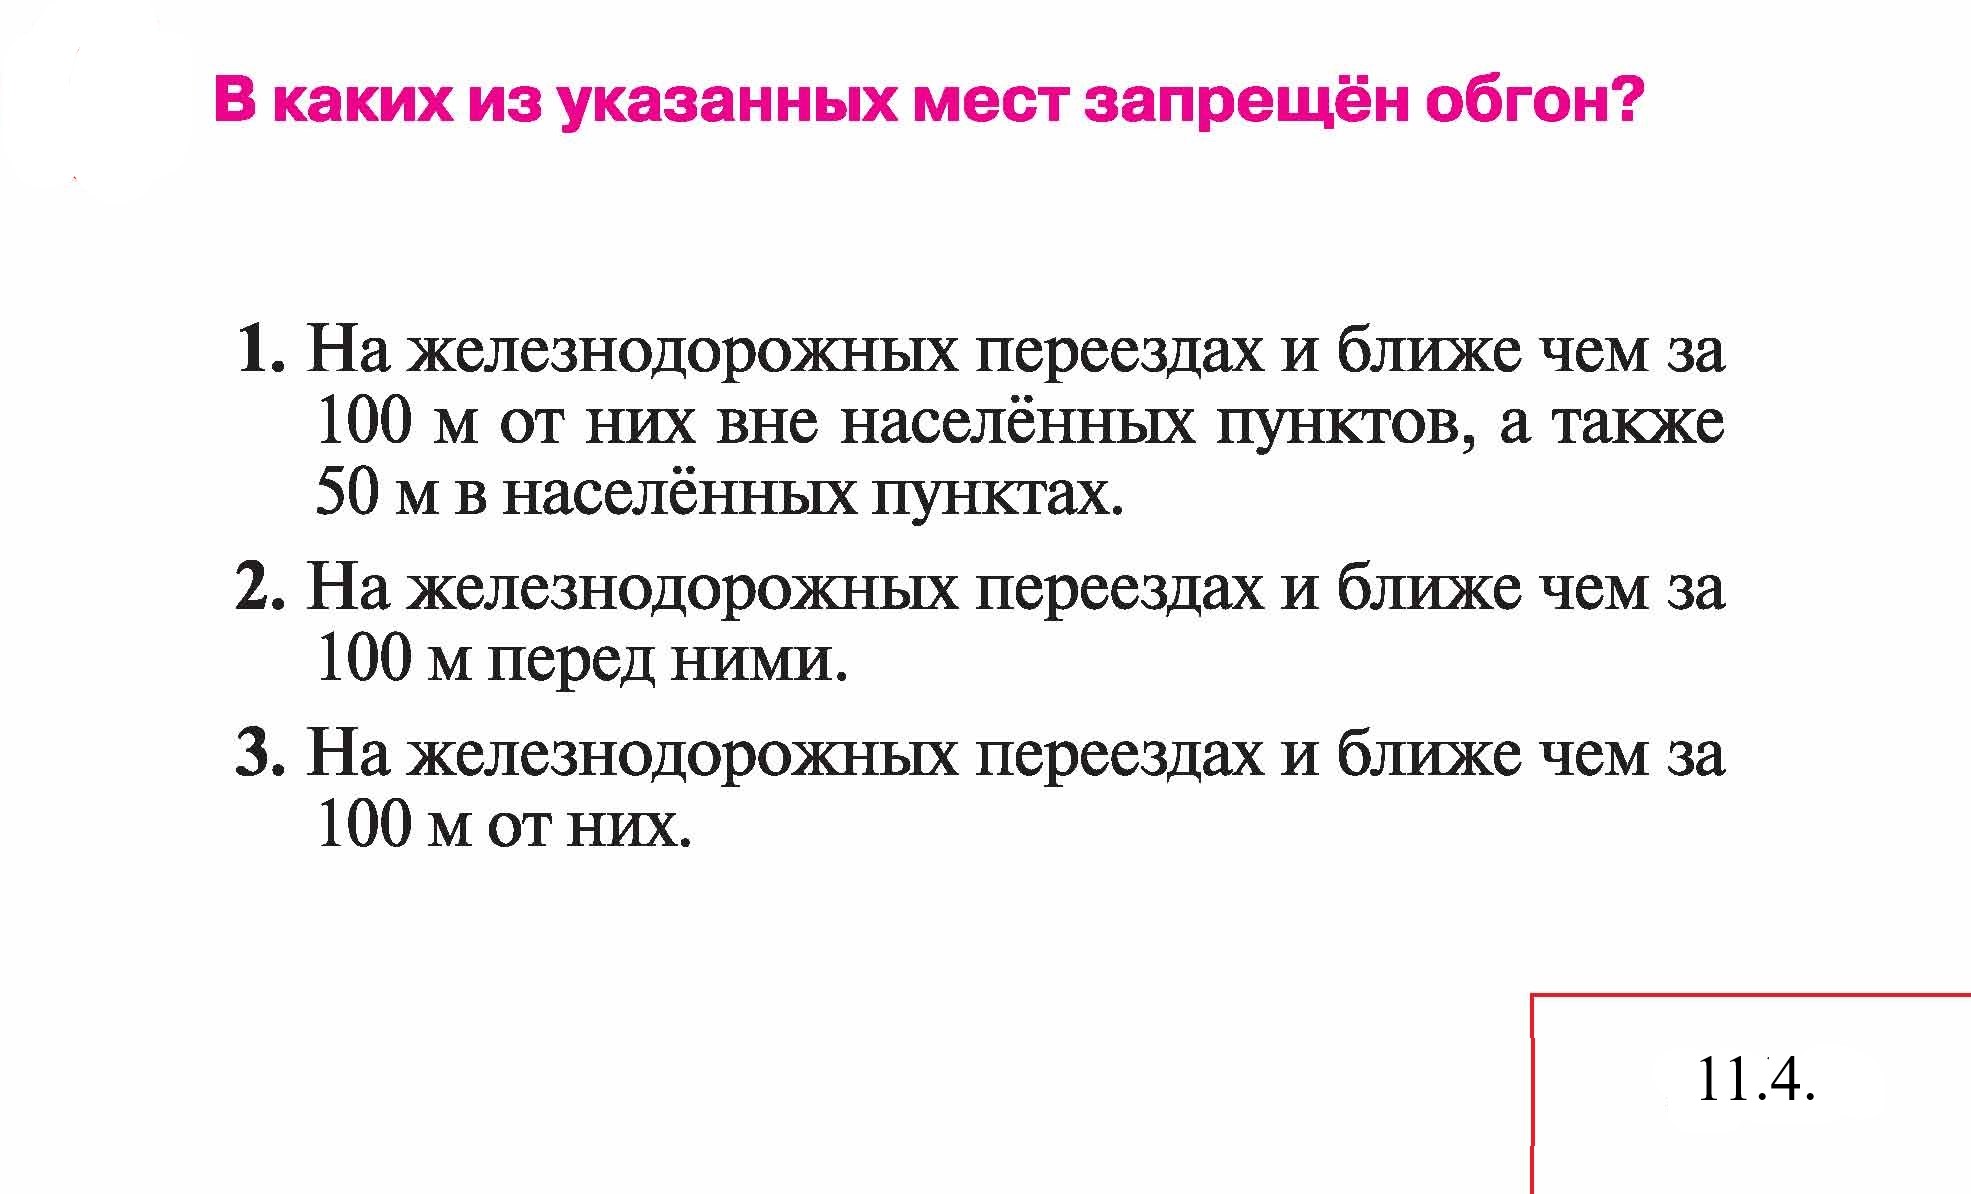 В каких из указанных мест запрещён обгон?
1. На железнодорожных переездах и ближе чем за
100 м от них вне населённых пунктов, а также
50 м в населённых пунктах.
2. На железнодорожных переездах и ближе чем за
100 м перед ними.
3. На железнодорожных переездах и ближе чем за
100 м от них.
11.4.